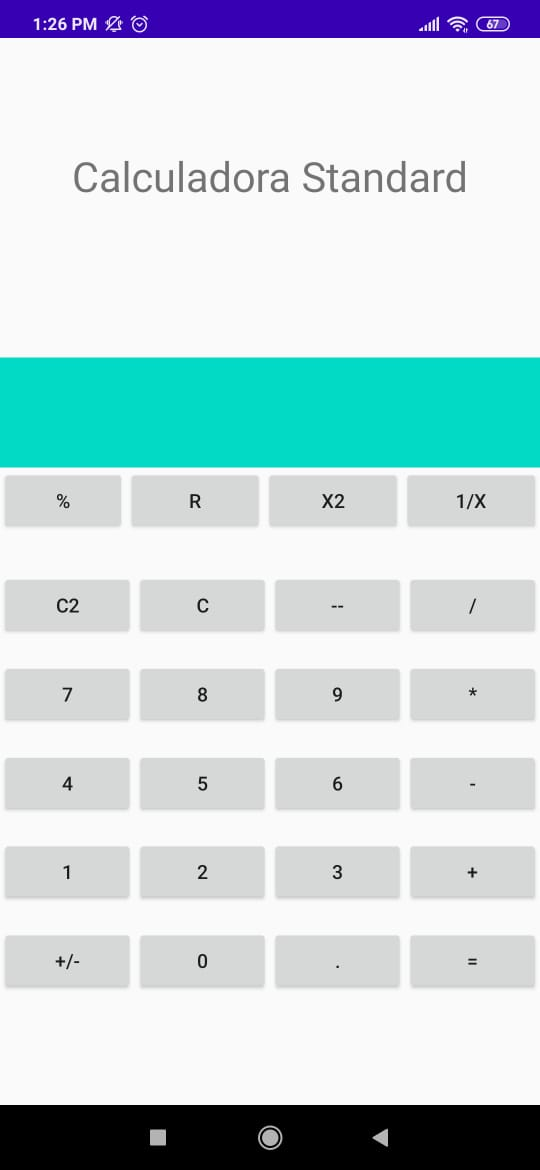 1:26 PM 67
Calculadora Standard
% R X2 1/X
C2 C -- /
7 8 9 *
4 5 6 -
1 2 3 +
+/- 0 . =